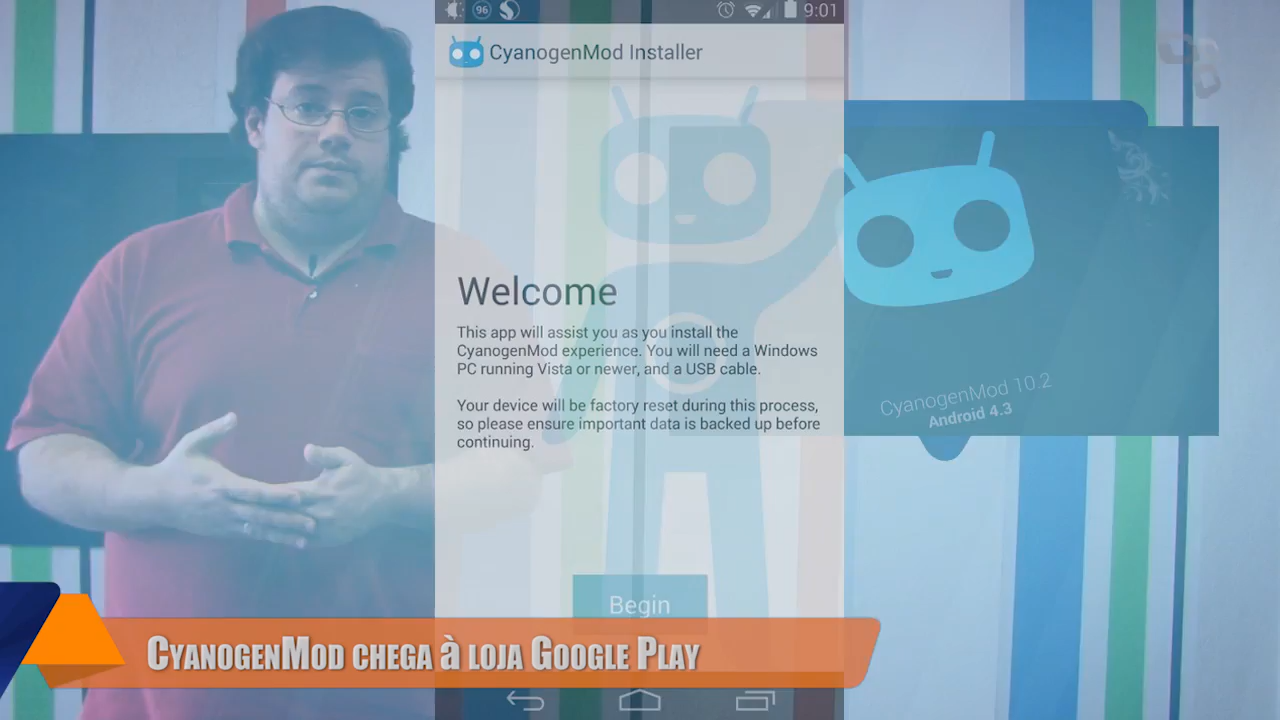 96
9:01
CyanogenMod Installer
Welcome
This app will assist you as you install the
CyanogenMod experience. You will need a Windows
PC running Vista or newer, and a USB cable.
Your device will be factory reset during this process,
so please ensure important data is backed up before
continuing.
Begin
CyanogenMod 10.2
Android 4.3
CyanogenMod chega à loja Google Play